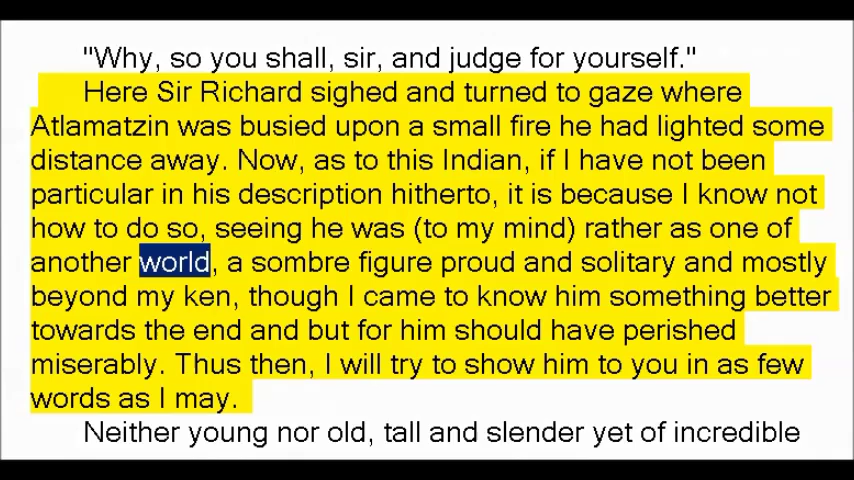 "Why, so you shall, sir, and judge for yourself."
Here Sir Richard sighed and turned to gaze where
Atlamatzin was busied upon a small fire he had lighted some
distance away. Now, as to this Indian, if I have not been
particular in his description hitherto, it is because I know not
how to do so, seeing he was (to my mind) rather as one of
another world, a sombre figure proud and solitary and mostly
beyond my ken, though I came to know him something better
towards the end and but for him should have perished
miserably. Thus then, I will try to show him to you in as few
words as I may.
Neither young nor old, tall and slender yet of incredible